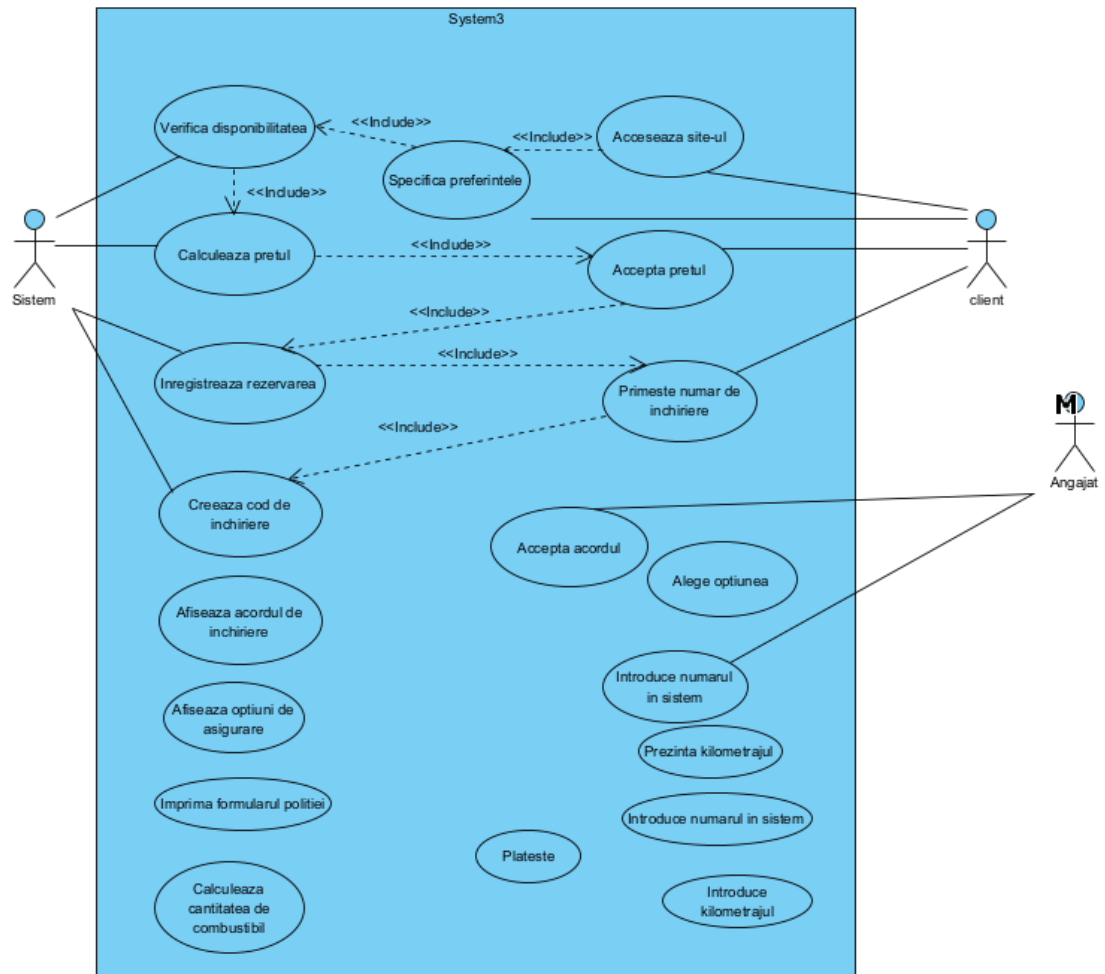 System3
Verifica disponibilitatea
<<Include>>
<<Include>>
Acceseaza site-ul
Specifica preferintele
<<Include>>
Calculeaza pretul
<<Include>>
Accepta pretul
Sistem
client
<<Include>>
<<Include>>
Inregistreaza rezervarea
Primeste numar de
inchiriere
<<Include>>
M
Angajat
Creeaza cod de
inchiriere
Accepta acordul
Alege optiunea
Afiseaza acordul de
inchiriere
Introduce numarul
in sistem
Afiseaza optiuni de
asigurare
Prezinta kilometrajul
Imprima formularul politiei
Introduce numarul in sistem
Plateste
Calculeaza
cantitatea de
combustibil
Introduce
kilometrajul